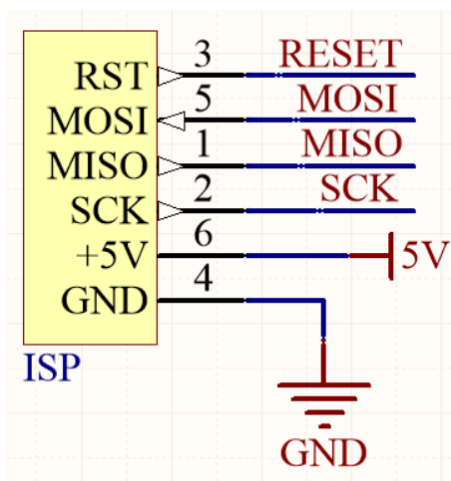 RST 3 RESET
MOSI 5 MOSI
MISO 1 MISO
SCK 2 SCK
+5V 6 5V
GND 4
ISP
GND